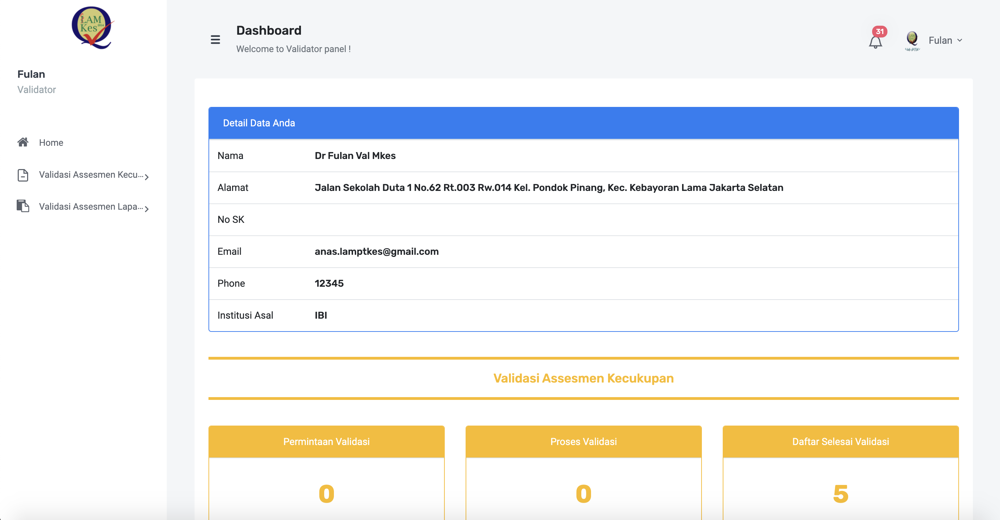 LAM
Kes 2014
Fulan
Validator
Home
Validasi Assesmen Kecu...
Validasi Assesmen Lapa...
Dashboard
Welcome to Validator panel !
31
Fulan
Detail Data Anda
Nama Dr Fulan Val Mkes
Alamat Jalan Sekolah Duta 1 No.62 Rt.003 Rw.014 Kel. Pondok Pinang, Kec. Kebayoran Lama Jakarta Selatan
No SK
Email anas.lamptkes@gmail.com
Phone 12345
Institusi Asal IBI
Validasi Assesmen Kecukupan
Permintaan Validasi
0
Proses Validasi
0
Daftar Selesai Validasi
5